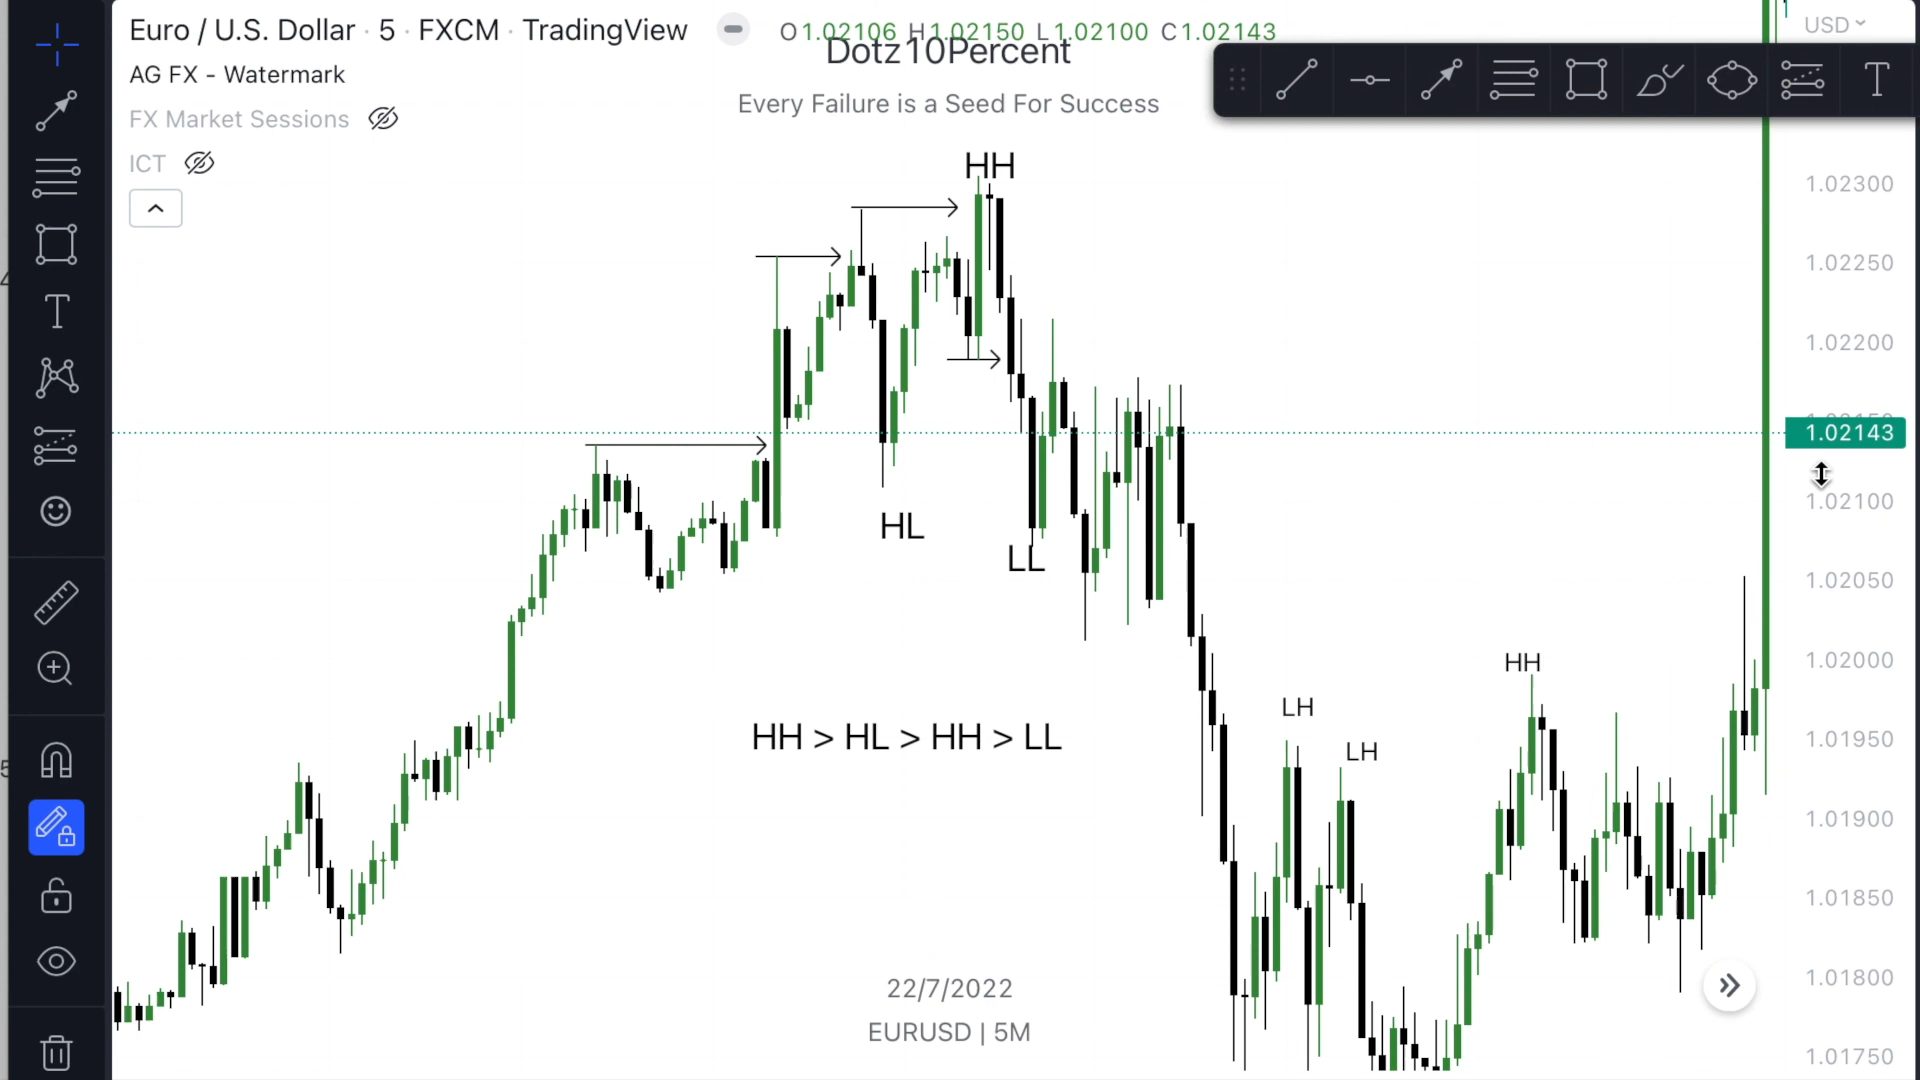 Euro / U.S. Dollar · 5 · FXCM · TradingView
O1.02106 H1.02150 L1.02100 C1.02143
USD
Dotz10Percent
AG FX - Watermark
Every Failure is a Seed For Success
FX Market Sessions
ICT
HH
1.02300
1.02250
1.02200
1.02143
1.02100
HL
LL
1.02050
HH
1.02000
LH
HH > HL > HH > LL
LH
1.01950
1.01900
1.01850
1.01800
22/7/2022
EURUSD | 5M
1.01750